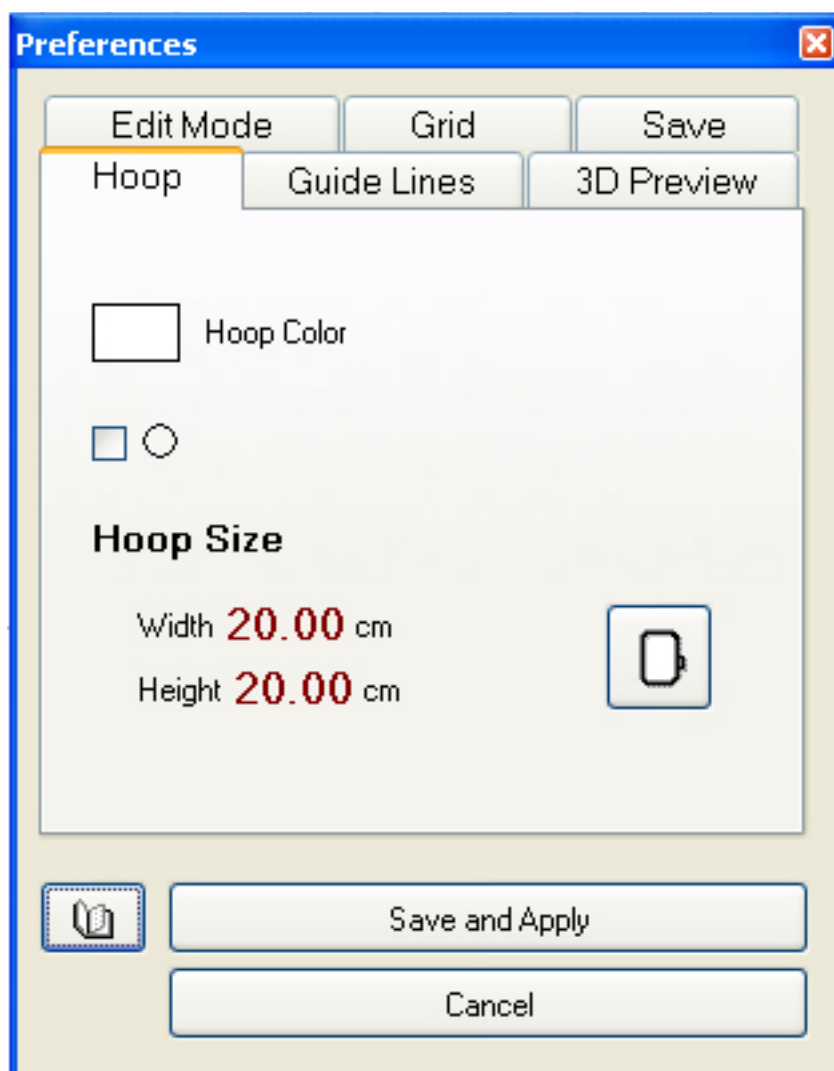 Preferences
Edit Mode Grid Save
Hoop Guide Lines 3D Preview
Hoop Color
Hoop Size
Width 20.00 cm
Height 20.00 cm
Save and Apply
Cancel